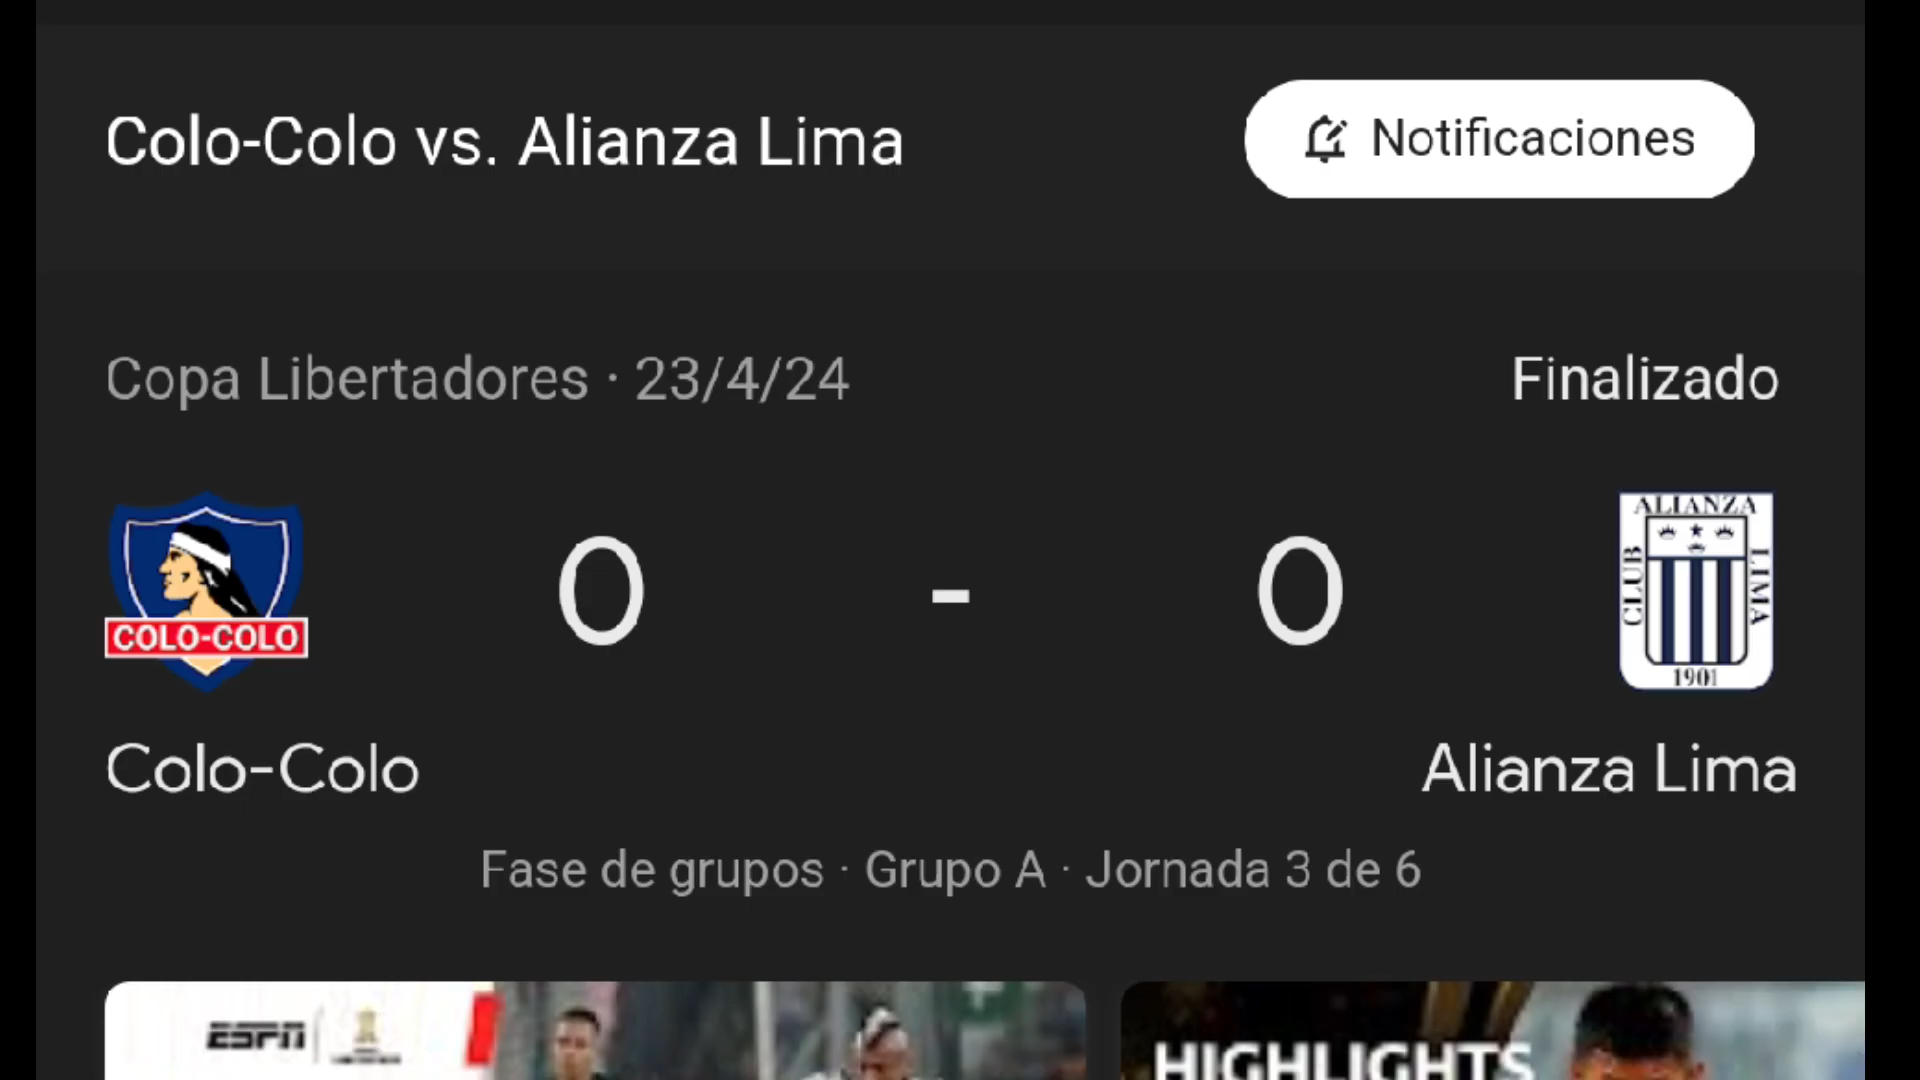 Colo-Colo vs. Alianza Lima
Notificaciones
Copa Libertadores · 23/4/24
Finalizado
COLO-COLO
0 - 0
ALIANZA
CLUB
LIMA
1901
Colo-Colo
Alianza Lima
Fase de grupos · Grupo A · Jornada 3 de 6
ESPN
HIGHLIGHTS